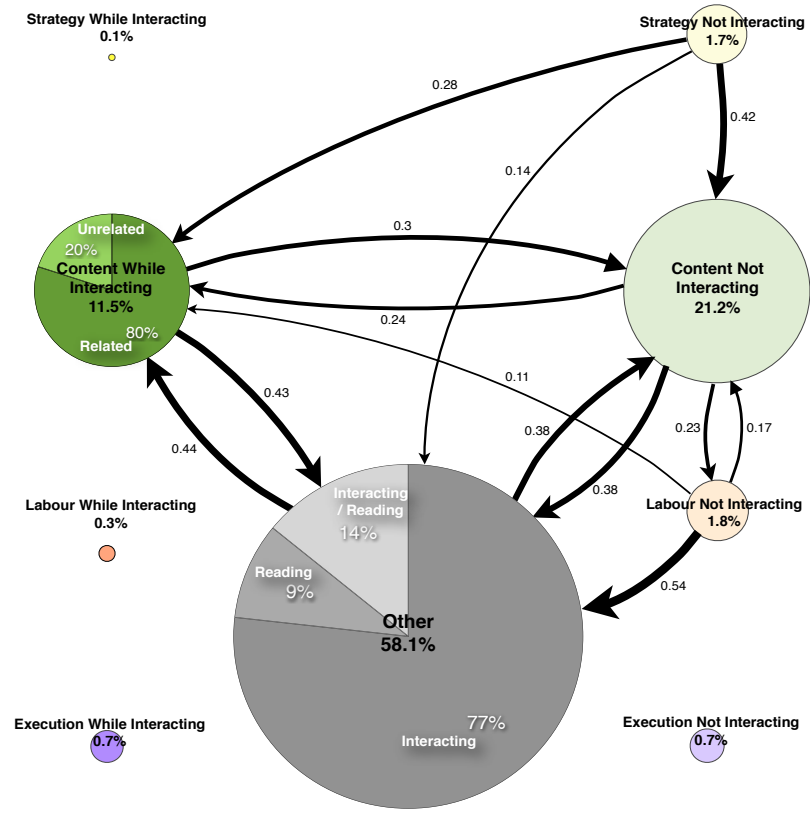 Strategy While Interacting
0.1%
Strategy Not Interacting
1.7%
0.28
0.42
0.14
Unrelated
20%
Content While
Interacting
11.5%
80%
Related
0.3
0.24
Content Not
Interacting
21.2%
0.11
0.43
0.44
0.38
0.38
0.23
0.17
Labour While Interacting
0.3%
Labour Not Interacting
1.8%
0.54
Interacting
/ Reading
14%
Reading
9%
Other
58.1%
77%
Interacting
Execution While Interacting
0.7%
Execution Not Interacting
0.7%